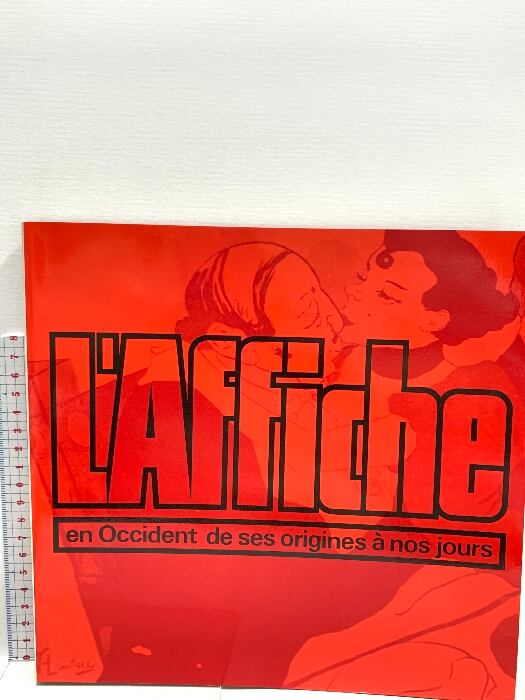 L'Affiche
en Occident de ses origines à nos jours